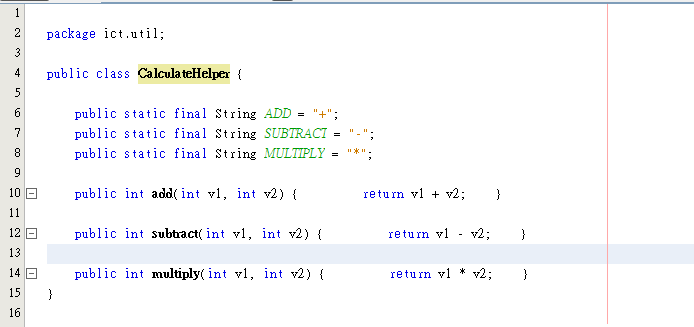 1
2 package ict.util;
3
4 public class CalculateHelper {
5
6 public static final String ADD = "+";
7 public static final String SUBTRACT = "-";
8 public static final String MULTIPLY = "*";
9
10 public int add(int v1, int v2) { return v1 + v2; }
11
12 public int subtract(int v1, int v2) { return v1 - v2; }
13
14 public int multiply(int v1, int v2) { return v1 * v2; }
15 }
16